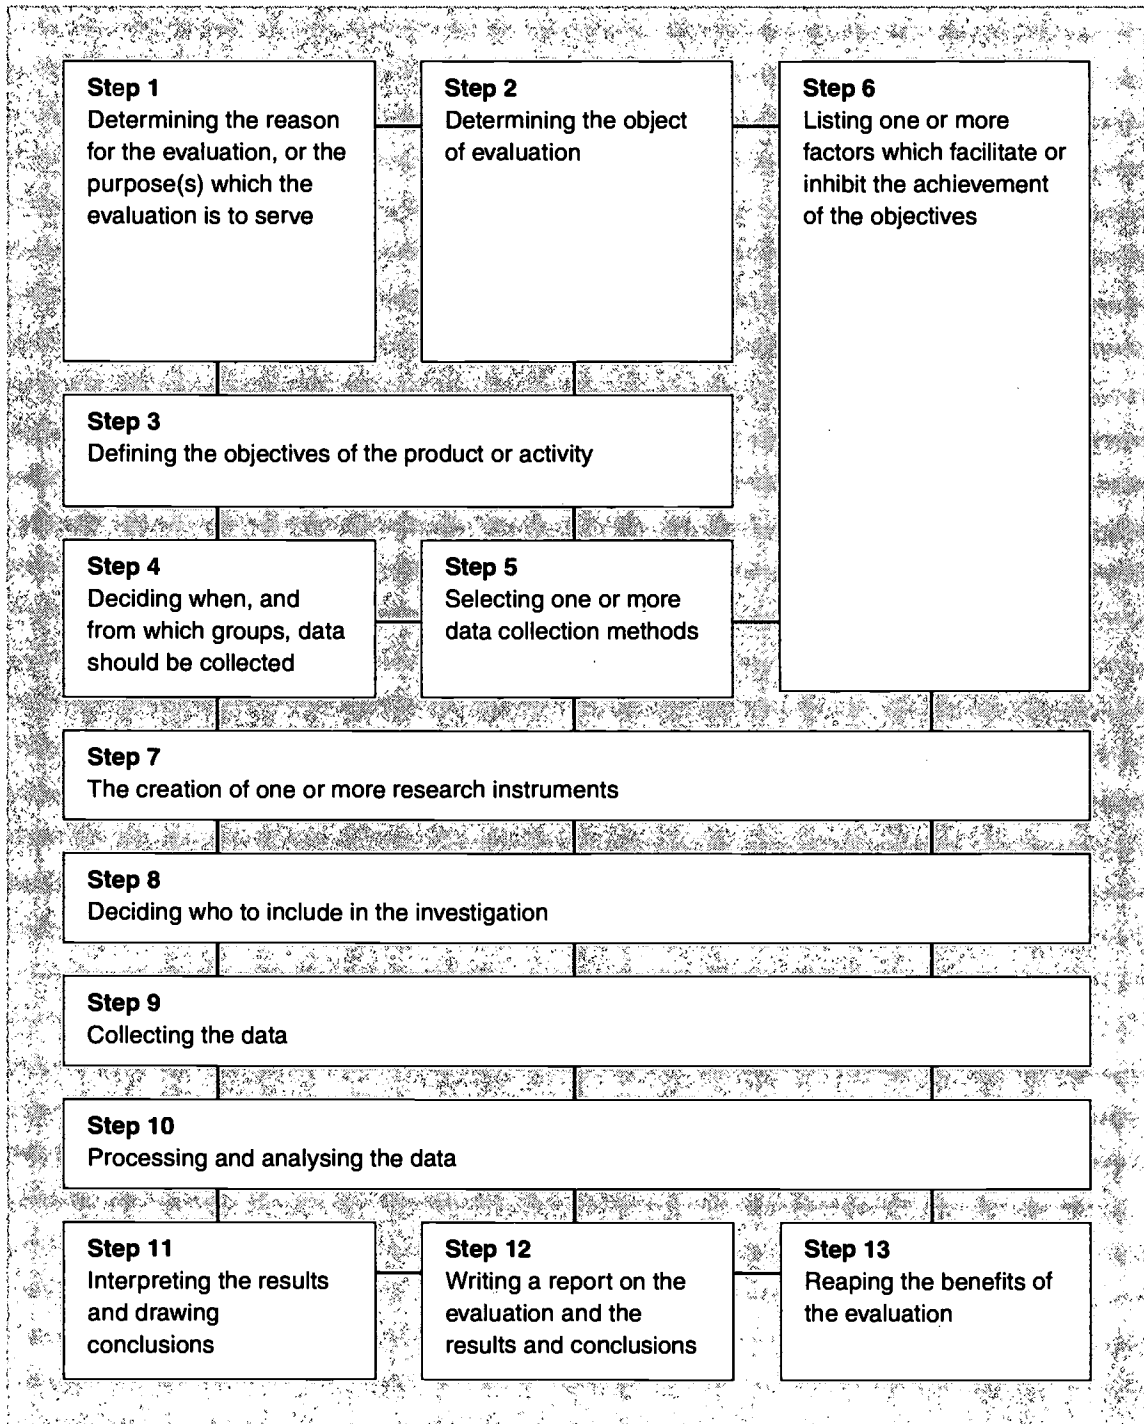 Step 1
Determining the reason
for the evaluation, or the
purpose(s) which the
evaluation is to serve
Step 2
Determining the object
of evaluation
Step 6
Listing one or more
factors which facilitate or
inhibit the achievement
of the objectives
Step 3
Defining the objectives of the product or activity
Step 4
Deciding when, and
from which groups, data
should be collected
Step 5
Selecting one or more
data collection methods
Step 7
The creation of one or more research instruments
Step 8
Deciding who to include in the investigation
Step 9
Collecting the data
Step 10
Processing and analysing the data
Step 11
Interpreting the results
and drawing
conclusions
Step 12
Writing a report on the
evaluation and the
results and conclusions
Step 13
Reaping the benefits of
the evaluation